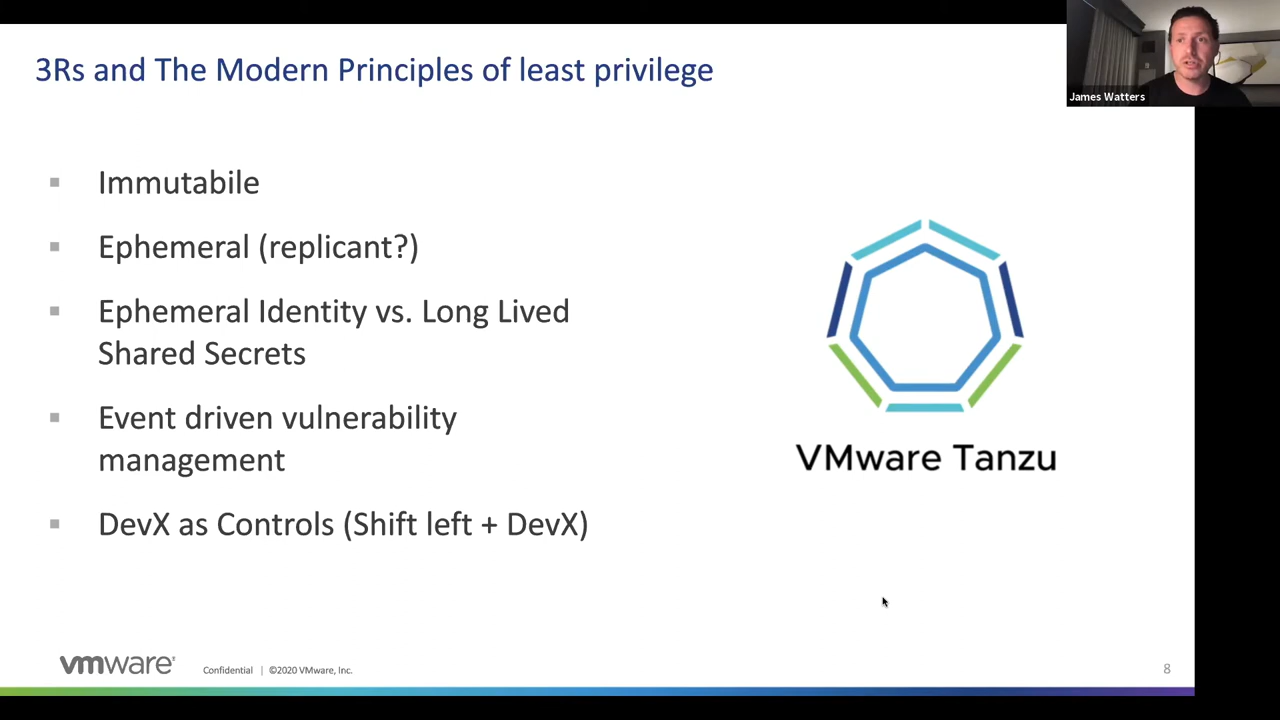 3Rs and The Modern Principles of least privilege
James Watters
Immutabile
Ephemeral (replicant?)
Ephemeral Identity vs. Long Lived
Shared Secrets
Event driven vulnerability
management
DevX as Controls (Shift left + DevX)
VMware Tanzu
vmware®
Confidential | ©2020 VMware, Inc.
8